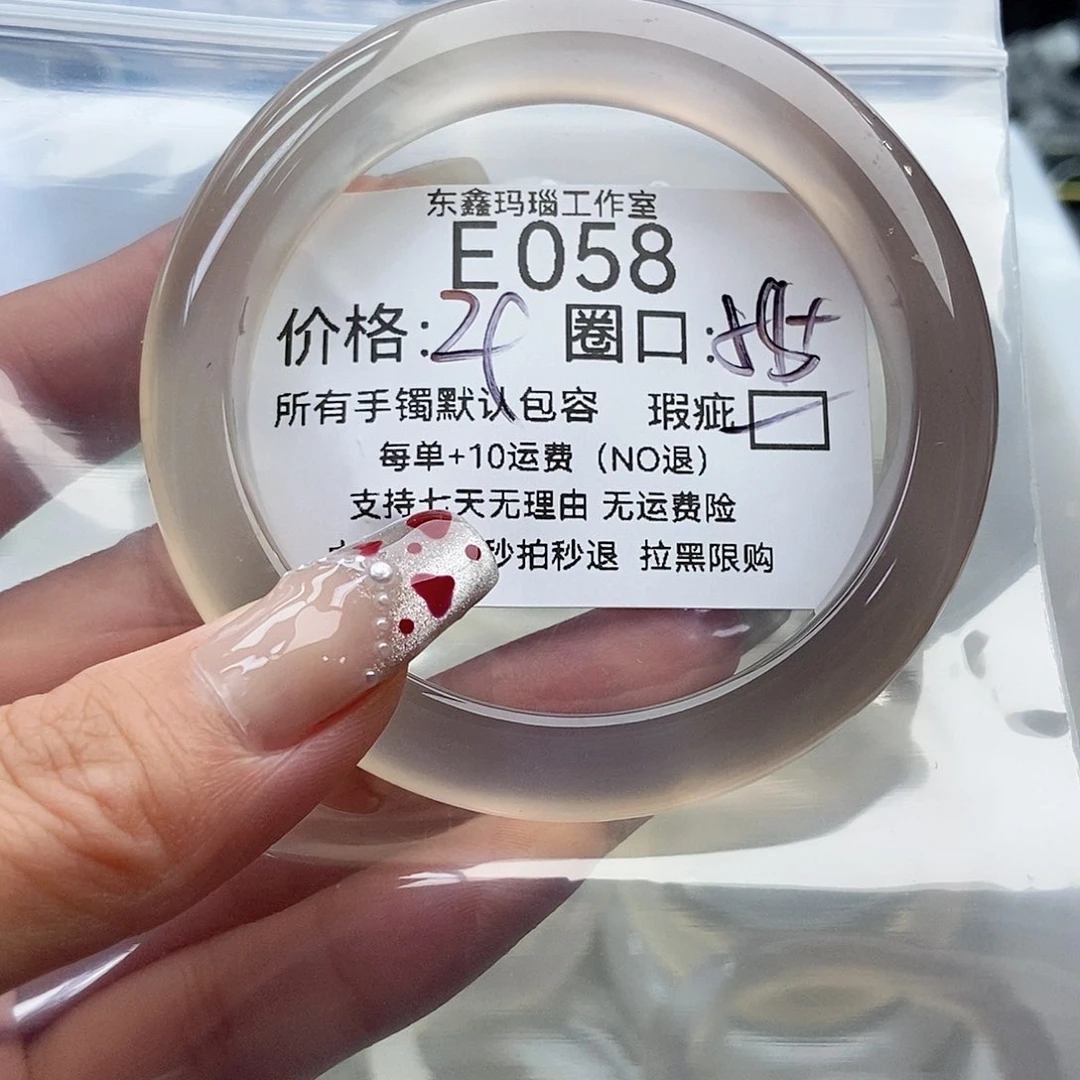 东鑫玛瑙工作室
E058
价格: 圈口:
所有手镯默认包容 瑕疵
每单+10运费（NO退）
支持七天无理由 无运费险
秒拍秒退 拉黑限购